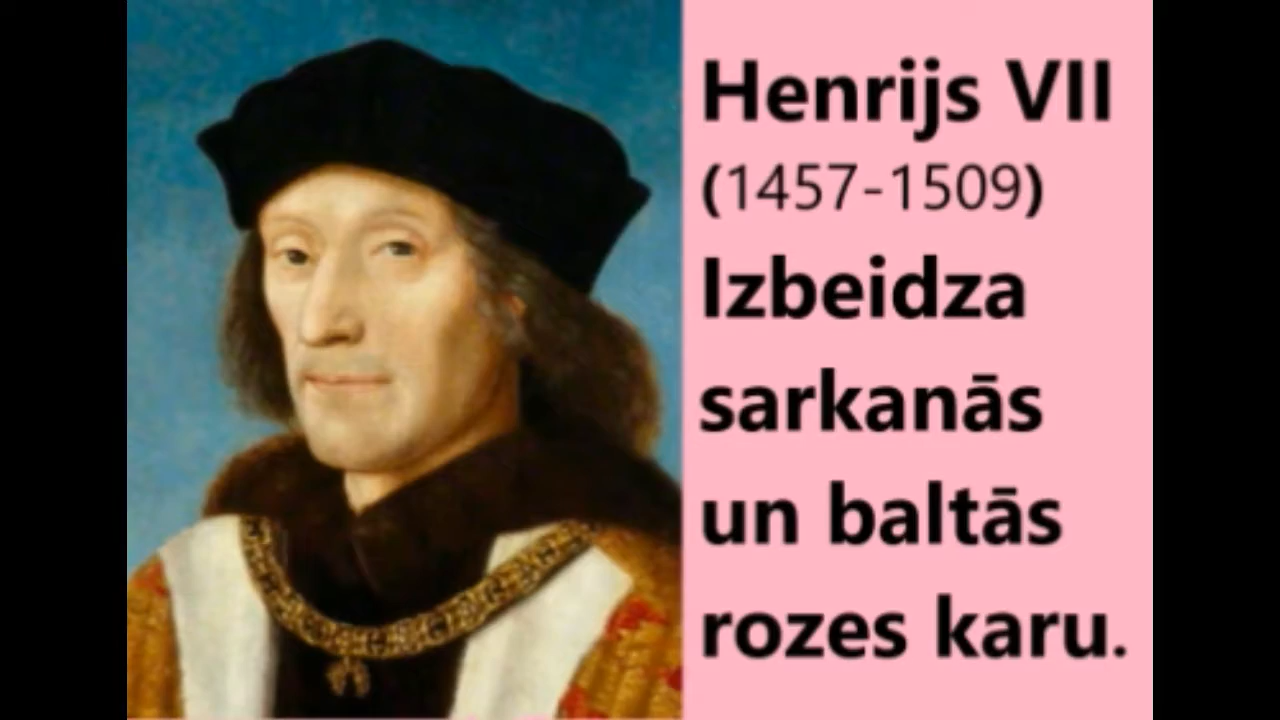 Henrijs VII
(1457-1509)
Izbeidza
sarkanās
un baltās
rozes karu.